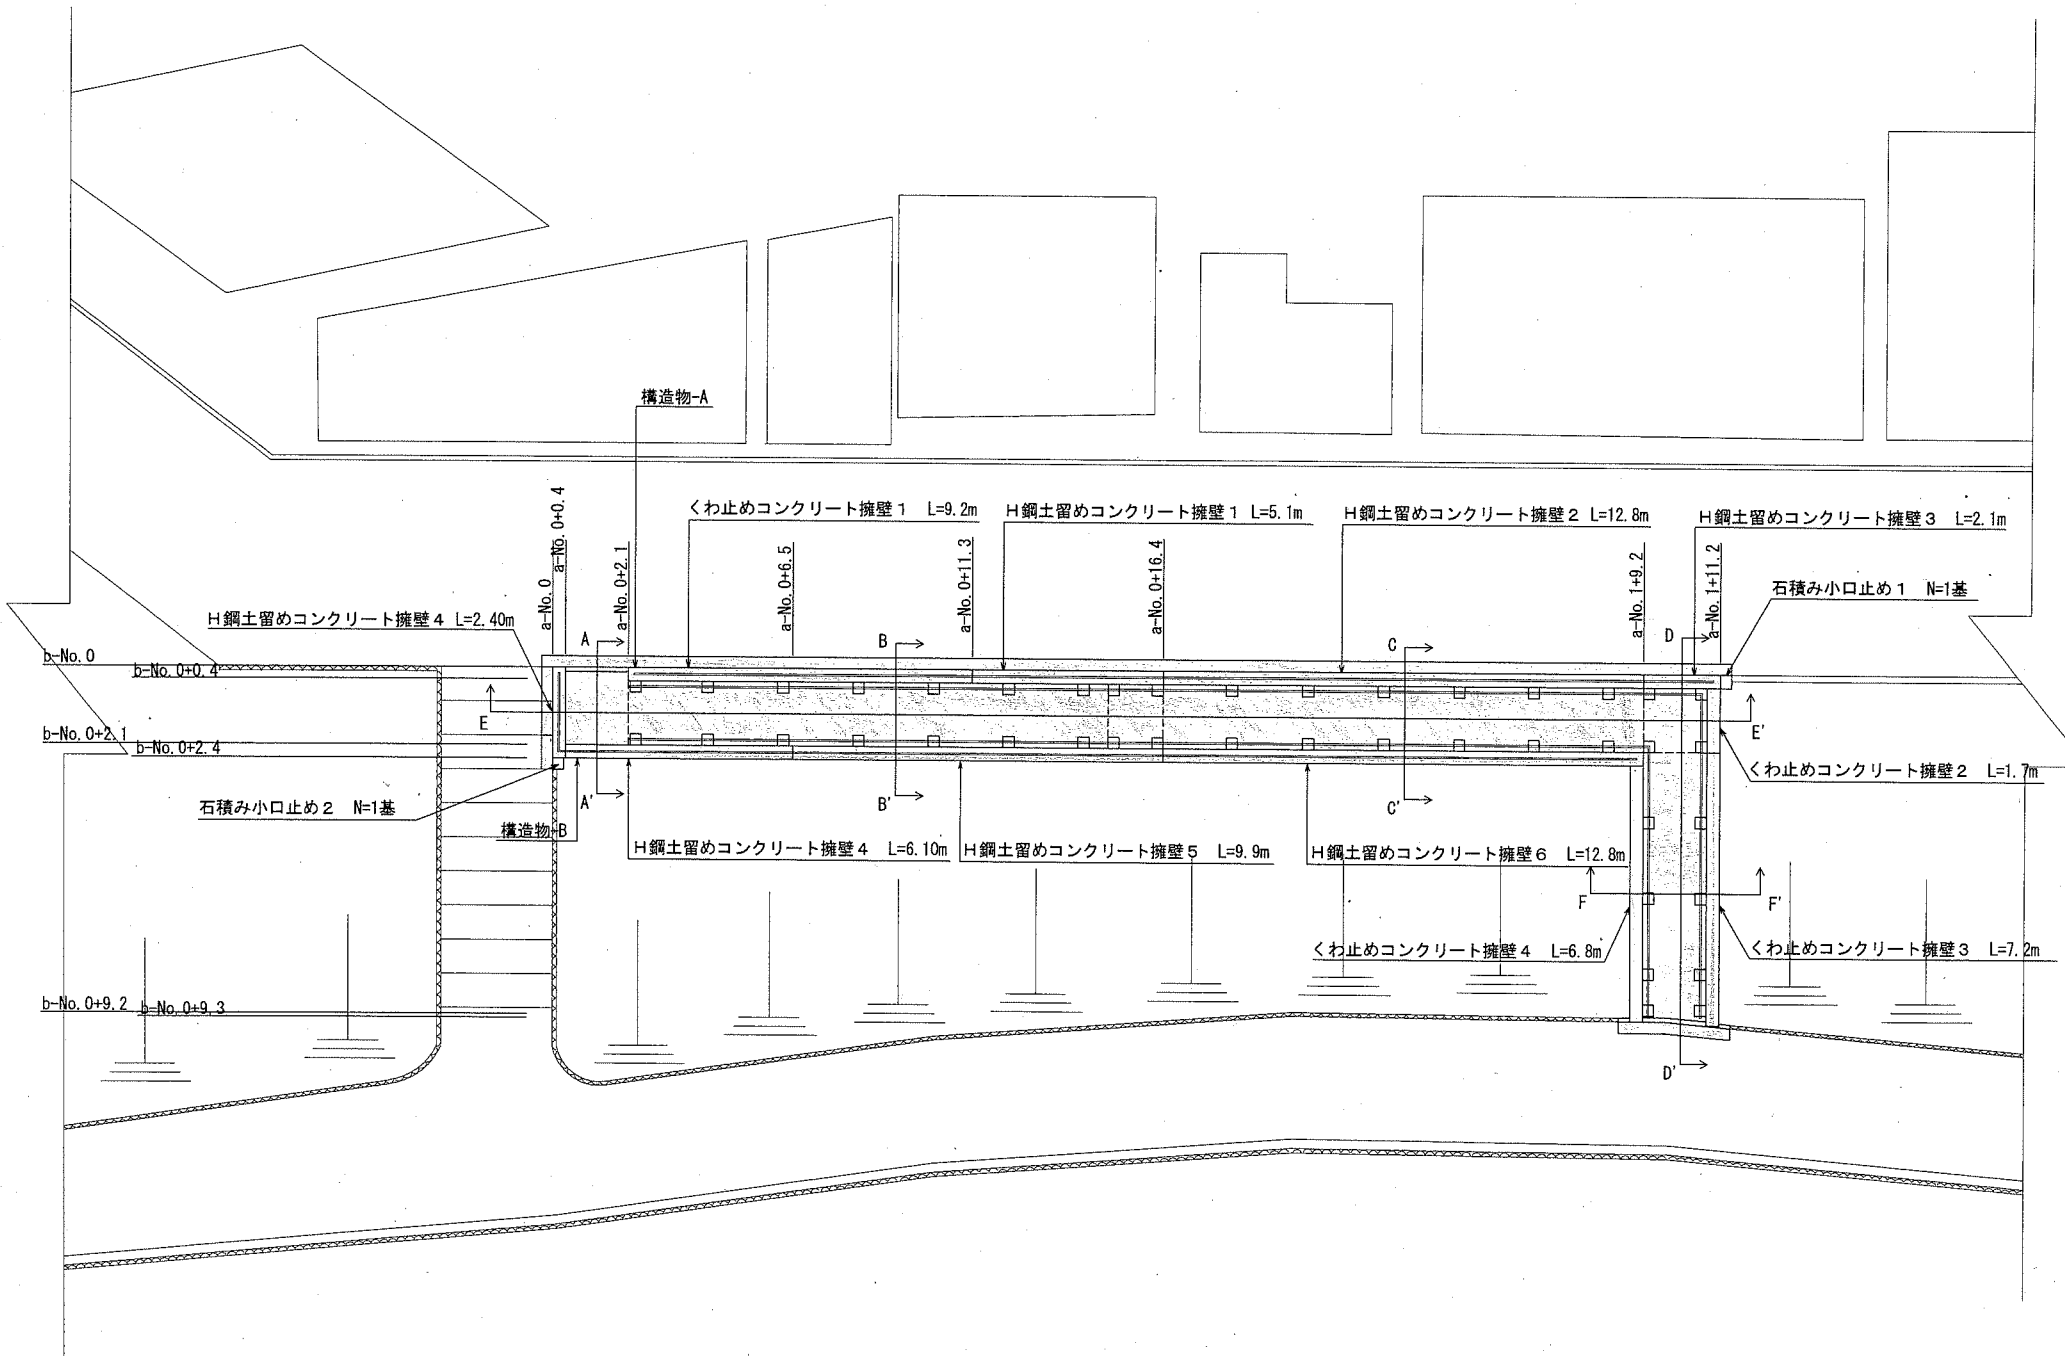 構造物-A
くわ止めコンクリート擁壁1 L=9.2m
H鋼土留めコンクリート擁壁1 L=5.1m
H鋼土留めコンクリート擁壁2 L=12.8m
H鋼土留めコンクリート擁壁3 L=2.1m
a-No.0
a-No.0+0.4
a-No.0+2.1
a-No.0+6.5
a-No.0+11.3
a-No.0+16.4
a-No.1+9.2
a-No.1+11.2
石積み小口止め1 N=1基
H鋼土留めコンクリート擁壁4 L=2.40m
A
B
C
D
b-No.0
b-No.0+0.4
E
E'
b-No.0+2.1
b-No.0+2.4
くわ止めコンクリート擁壁2 L=1.7m
石積み小口止め2 N=1基
A'
B'
C'
構造物-B
H鋼土留めコンクリート擁壁4 L=6.10m
H鋼土留めコンクリート擁壁5 L=9.9m
H鋼土留めコンクリート擁壁6 L=12.8m
F
F'
くわ止めコンクリート擁壁4 L=6.8m
くわ止めコンクリート擁壁3 L=7.2m
b-No.0+9.2
b-No.0+9.3
D'